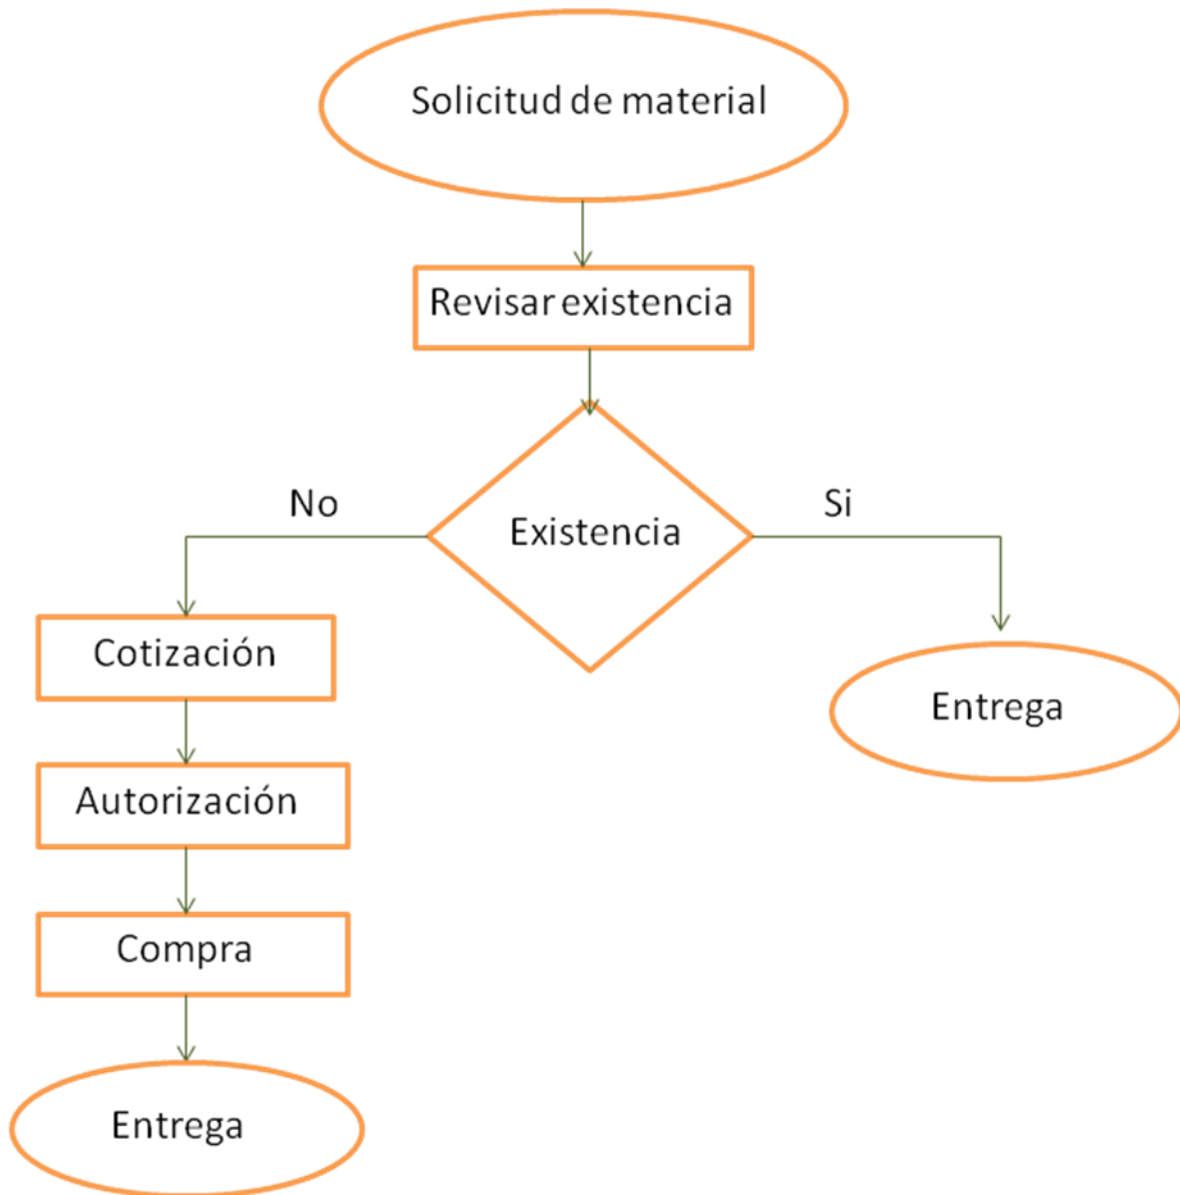 Solicitud de material
Revisar existencia
Existencia
No
Si
Cotización
Entrega
Autorización
Compra
Entrega